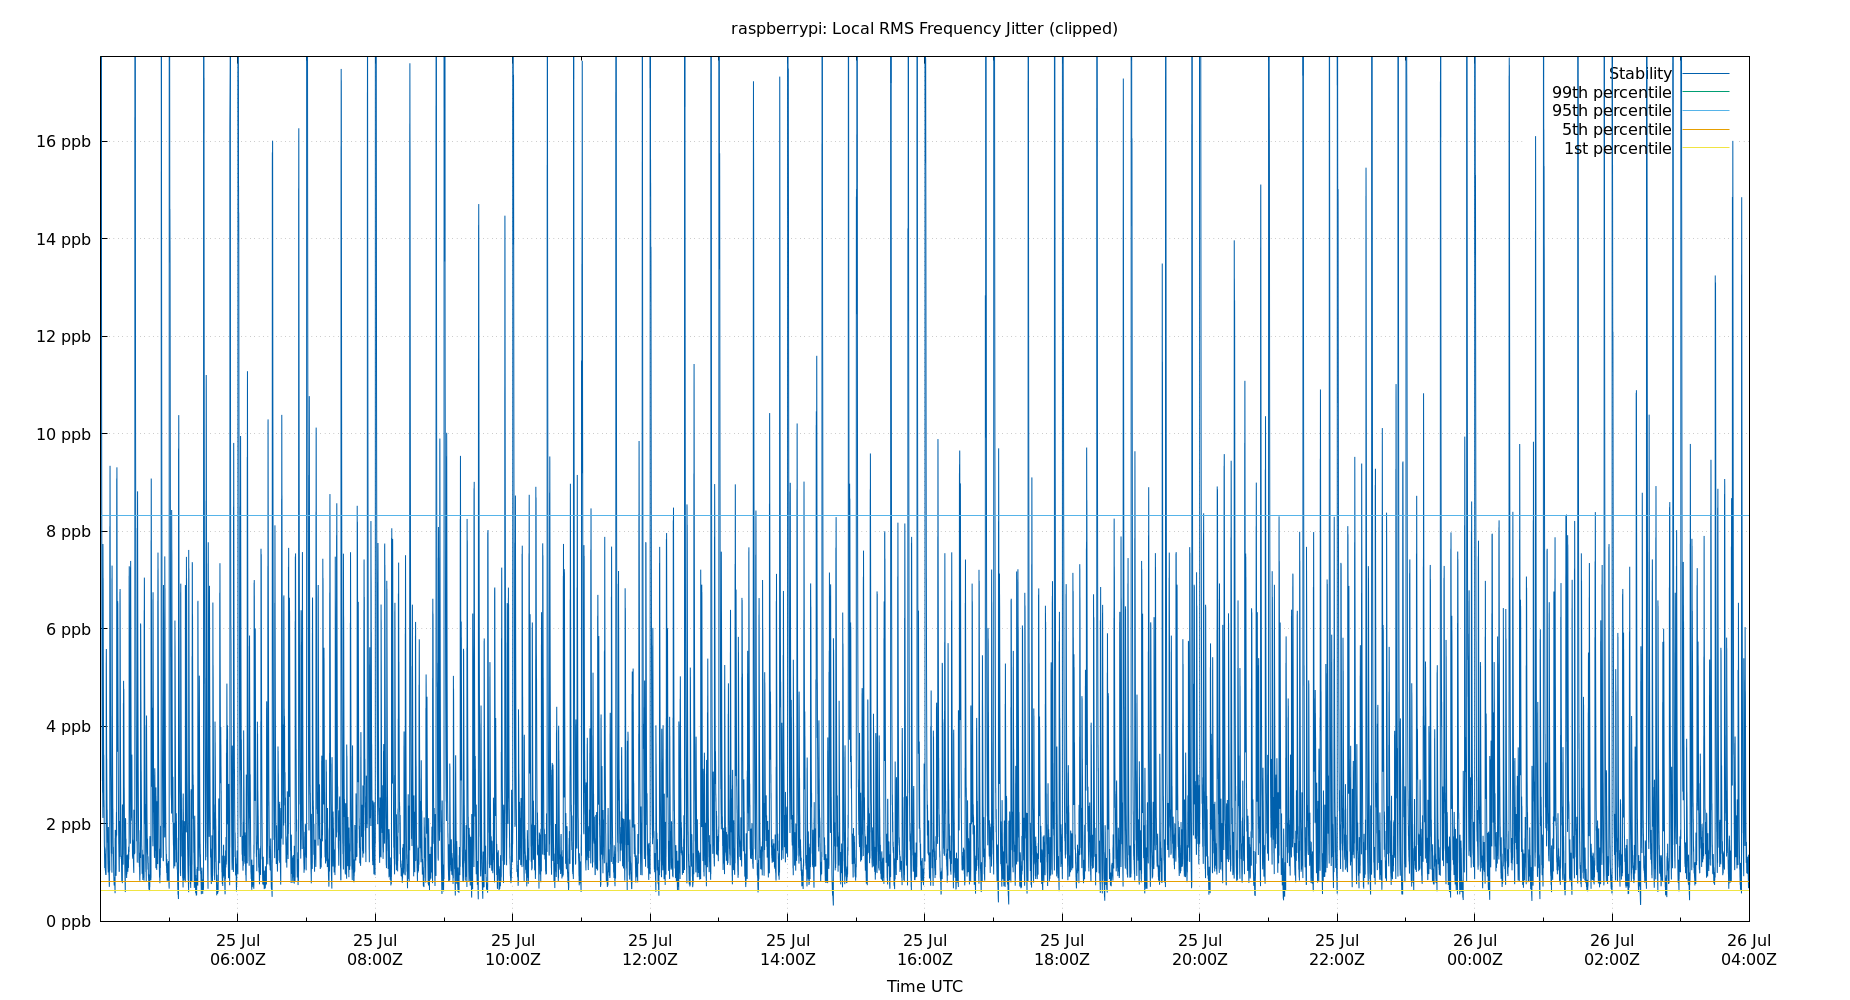 raspberrypi: Local RMS Frequency Jitter (clipped)
Stability
99th percentile
95th percentile
5th percentile
1st percentile
16 ppb
14 ppb
12 ppb
10 ppb
8 ppb
6 ppb
4 ppb
2 ppb
0 ppb
25 Jul 25 Jul 25 Jul 25 Jul 25 Jul 25 Jul 25 Jul 25 Jul 25 Jul 26 Jul 26 Jul 26 Jul
06:00Z 08:00Z 10:00Z 12:00Z 14:00Z 16:00Z 18:00Z 20:00Z 22:00Z 00:00Z 02:00Z 04:00Z
Time UTC